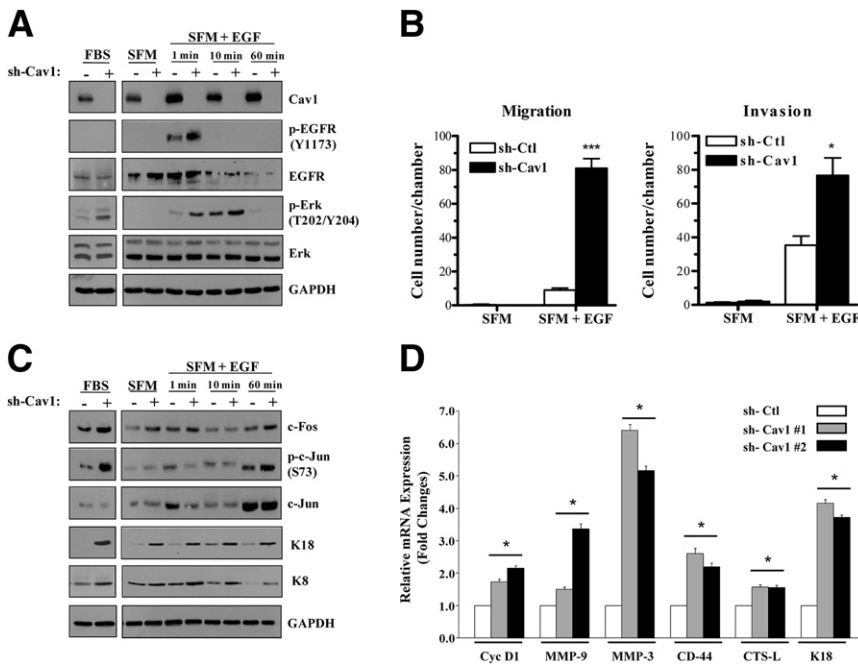 A
SFM + EGF
FBS SFM 1 min 10 min 60 min
sh-Cav1: - + - + - + - + - +
Cav1
p-EGFR
(Y1173)
EGFR
p-Erk
(T202/Y204)
Erk
GAPDH
B
Migration
sh-Ctl
sh-Cav1
***
Cell number/chamber
100
80
60
40
20
0
SFM SFM + EGF
Invasion
sh-Ctl
sh-Cav1
*
Cell number/chamber
100
80
60
40
20
0
SFM SFM + EGF
C
SFM + EGF
FBS SFM 1 min 10 min 60 min
sh-Cav1: - + - + - + - + - +
c-Fos
p-c-Jun
(S73)
c-Jun
K18
K8
GAPDH
D
sh- Ctl
sh- Cav1 #1
sh- Cav1 #2
Relative mRNA Expression
(Fold Changes)
7.0
6.0
5.0
4.0
3.0
2.0
1.0
0
* * * * * *
Cyc D1 MMP-9 MMP-3 CD-44 CTS-L K18